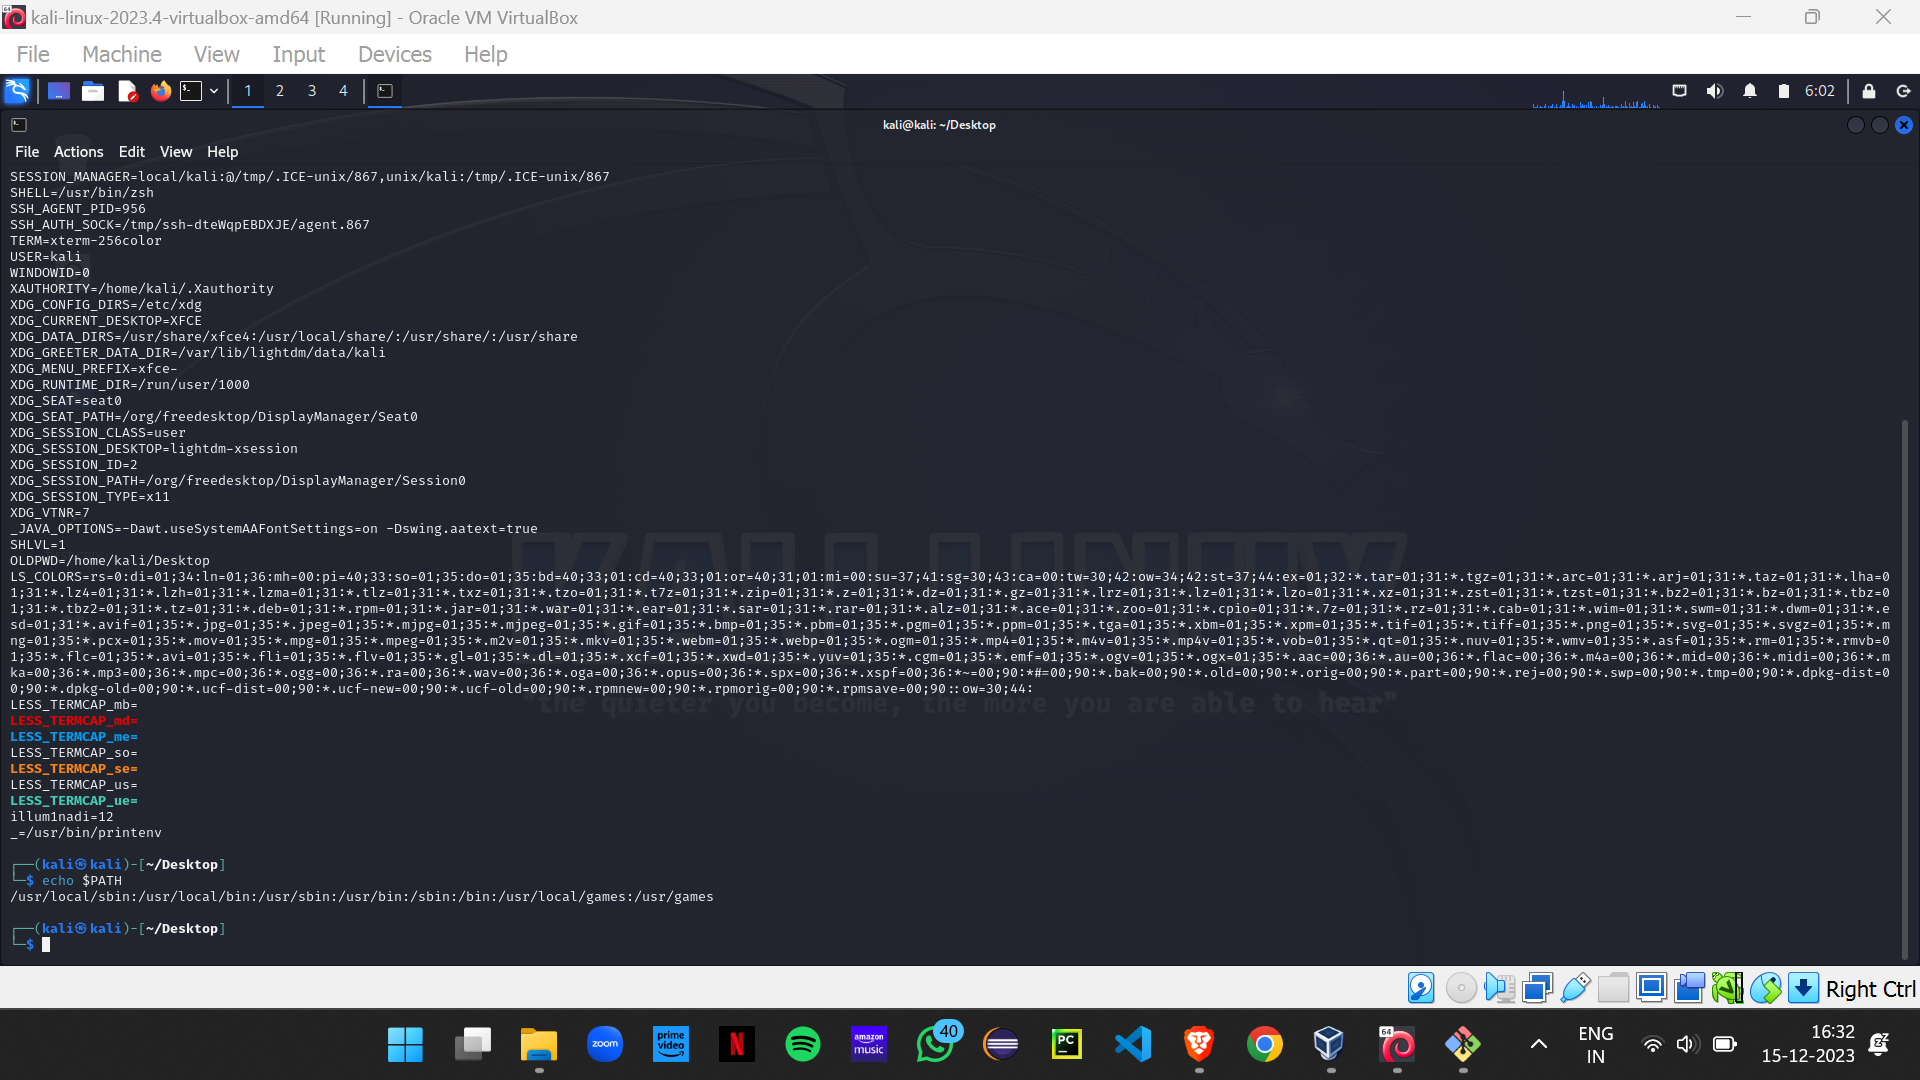 kali-linux-2023.4-virtualbox-amd64 [Running] - Oracle VM VirtualBox
File Machine View Input Devices Help
1 2 3 4 6:02
kali@kali: ~/Desktop
File Actions Edit View Help
SESSION_MANAGER=local/kali:@/tmp/.ICE-unix/867,unix/kali:/tmp/.ICE-unix/867
SHELL=/usr/bin/zsh
SSH_AGENT_PID=956
SSH_AUTH_SOCK=/tmp/ssh-dteWqpEBDXJE/agent.867
TERM=xterm-256color
USER=kali
WINDOWID=0
XAUTHORITY=/home/kali/.Xauthority
XDG_CONFIG_DIRS=/etc/xdg
XDG_CURRENT_DESKTOP=XFCE
XDG_DATA_DIRS=/usr/share/xfce4:/usr/local/share/:/usr/share/:/usr/share
XDG_GREETER_DATA_DIR=/var/lib/lightdm/data/kali
XDG_MENU_PREFIX=xfce-
XDG_RUNTIME_DIR=/run/user/1000
XDG_SEAT=seat0
XDG_SEAT_PATH=/org/freedesktop/DisplayManager/Seat0
XDG_SESSION_CLASS=user
XDG_SESSION_DESKTOP=lightdm-xsession
XDG_SESSION_ID=2
XDG_SESSION_PATH=/org/freedesktop/DisplayManager/Session0
XDG_SESSION_TYPE=x11
XDG_VTNR=7
_JAVA_OPTIONS=-Dawt.useSystemAAFontSettings=on -Dswing.aatext=true
SHLVL=1
OLDPWD=/home/kali/Desktop
LS_COLORS=rs=0:di=01;34:ln=01;36:mh=00:pi=40;33:so=01;35:do=01;35:bd=40;33;01:cd=40;33;01:or=40;31;01:mi=00:su=37;41:sg=30;43:ca=00:tw=30;42:ow=34;42:st=37;44:ex=01;32:*.tar=01;31:*.tgz=01;31:*.arc=01;31:*.arj=01;31:*.taz=01;31:*.lha=0
1;31:*.lz4=01;31:*.lzh=01;31:*.lzma=01;31:*.tlz=01;31:*.txz=01;31:*.tzo=01;31:*.t7z=01;31:*.zip=01;31:*.z=01;31:*.dz=01;31:*.gz=01;31:*.lrz=01;31:*.lz=01;31:*.lzo=01;31:*.xz=01;31:*.zst=01;31:*.tzst=01;31:*.bz2=01;31:*.bz=01;31:*.tbz=0
1;31:*.tbz2=01;31:*.tz=01;31:*.deb=01;31:*.rpm=01;31:*.jar=01;31:*.war=01;31:*.ear=01;31:*.sar=01;31:*.rar=01;31:*.alz=01;31:*.ace=01;31:*.zoo=01;31:*.cpio=01;31:*.7z=01;31:*.rz=01;31:*.cab=01;31:*.wim=01;31:*.swm=01;31:*.dwm=01;31:*.e
sd=01;31:*.avif=01;35:*.jpg=01;35:*.jpeg=01;35:*.mjpg=01;35:*.mjpeg=01;35:*.gif=01;35:*.bmp=01;35:*.pbm=01;35:*.pgm=01;35:*.ppm=01;35:*.tga=01;35:*.xbm=01;35:*.xpm=01;35:*.tif=01;35:*.tiff=01;35:*.png=01;35:*.svg=01;35:*.svgz=01;35:*.m
ng=01;35:*.pcx=01;35:*.mov=01;35:*.mpg=01;35:*.mpeg=01;35:*.m2v=01;35:*.mkv=01;35:*.webm=01;35:*.webp=01;35:*.ogm=01;35:*.mp4=01;35:*.m4v=01;35:*.mp4v=01;35:*.vob=01;35:*.qt=01;35:*.nuv=01;35:*.wmv=01;35:*.asf=01;35:*.rm=01;35:*.rmvb=0
1;35:*.flc=01;35:*.avi=01;35:*.fli=01;35:*.flv=01;35:*.gl=01;35:*.dl=01;35:*.xcf=01;35:*.xwd=01;35:*.yuv=01;35:*.cgm=01;35:*.emf=01;35:*.ogv=01;35:*.ogx=01;35:*.aac=00;36:*.au=00;36:*.flac=00;36:*.m4a=00;36:*.mid=00;36:*.midi=00;36:*.m
ka=00;36:*.mp3=00;36:*.mpc=00;36:*.ogg=00;36:*.ra=00;36:*.wav=00;36:*.oga=00;36:*.opus=00;36:*.spx=00;36:*.xspf=00;36:*~=00;90:*#=00;90:*.bak=00;90:*.old=00;90:*.orig=00;90:*.part=00;90:*.rej=00;90:*.swp=00;90:*.tmp=00;90:*.dpkg-dist=0
0;90:*.dpkg-old=00;90:*.ucf-dist=00;90:*.ucf-new=00;90:*.ucf-old=00;90:*.rpmnew=00;90:*.rpmorig=00;90:*.rpmsave=00;90::ow=30;44:
KALI LINUX
"the quieter you become, the more you are able to hear"
LESS_TERMCAP_mb=
LESS_TERMCAP_md=
LESS_TERMCAP_me=
LESS_TERMCAP_so=
LESS_TERMCAP_se=
LESS_TERMCAP_us=
LESS_TERMCAP_ue=
illum1nadi=12
_=/usr/bin/printenv
┌──(kali㉿kali)-[~/Desktop]
└─$ echo $PATH
/usr/local/sbin:/usr/local/bin:/usr/sbin:/usr/bin:/sbin:/bin:/usr/local/games:/usr/games
┌──(kali㉿kali)-[~/Desktop]
└─$
Right Ctrl
zoom
prime video
N
amazon music
40
PC
64
ENG
IN
16:32
15-12-2023